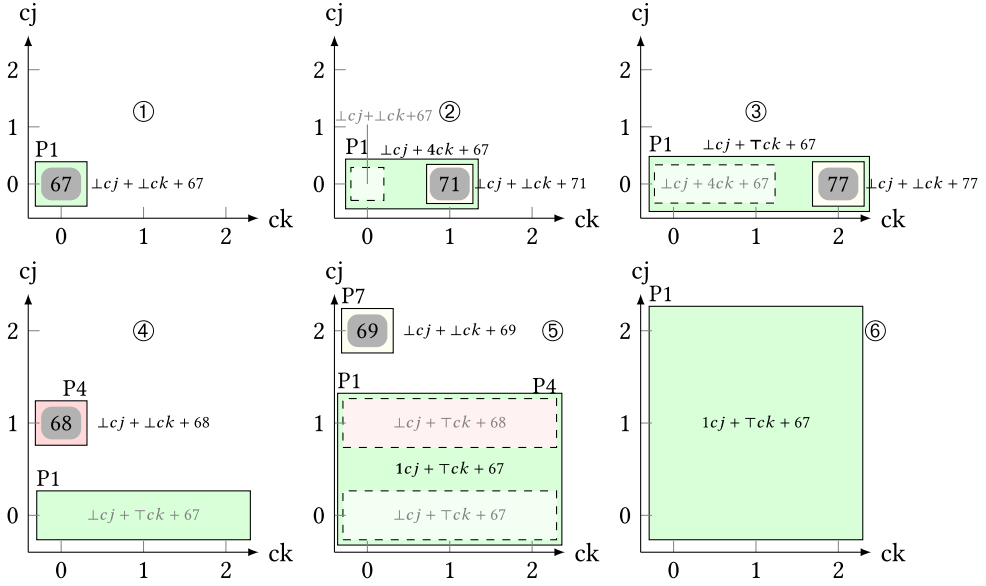 cj
2
1
0
①
P1
67
⊥cj + ⊥ck + 67
0
1
2
ck
cj
2
1
0
⊥cj+⊥ck+67
②
P1
⊥cj + 4ck + 67
71
⊥cj + ⊥ck + 71
0
1
2
ck
cj
2
1
0
③
P1
⊥cj + ⊤ck + 67
⊥cj + 4ck + 67
77
⊥cj + ⊥ck + 77
0
1
2
ck
cj
2
1
0
④
P4
68
⊥cj + ⊥ck + 68
P1
⊥cj + ⊤ck + 67
0
1
2
ck
cj
2
1
0
P7
69
⊥cj + ⊥ck + 69
⑤
P1
P4
⊥cj + ⊤ck + 68
1cj + ⊤ck + 67
⊥cj + ⊤ck + 67
0
1
2
ck
cj
2
1
0
P1
⑥
1cj + ⊤ck + 67
0
1
2
ck